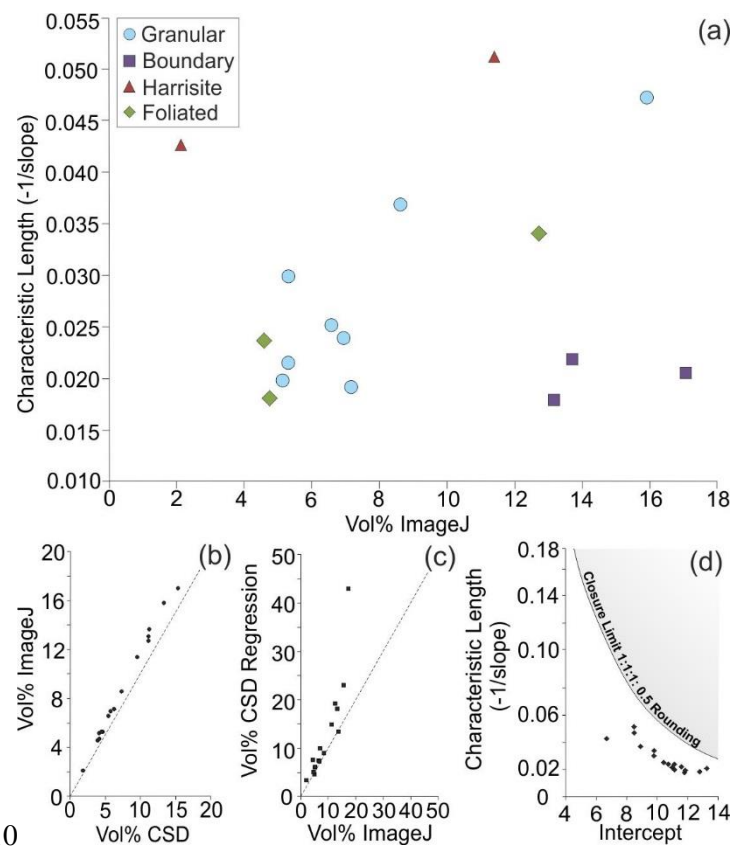 (a)
Granular
Boundary
Harrisite
Foliated
Characteristic Length (-1/slope)
0.055
0.050
0.045
0.040
0.035
0.030
0.025
0.020
0.015
0.010
0 2 4 6 8 10 12 14 16 18
Vol% ImageJ
(b)
Vol% ImageJ
20
16
12
8
4
0
0 5 10 15 20
Vol% CSD
(c)
Vol% CSD Regression
50
40
30
20
10
0
0 10 20 30 40 50
Vol% ImageJ
(d)
Characteristic Length
(-1/slope)
0.18
0.14
0.10
0.06
0.02
0
Closure Limit 1:1:1: 0.5 Rounding
4 6 8 10 12 14
Intercept
0